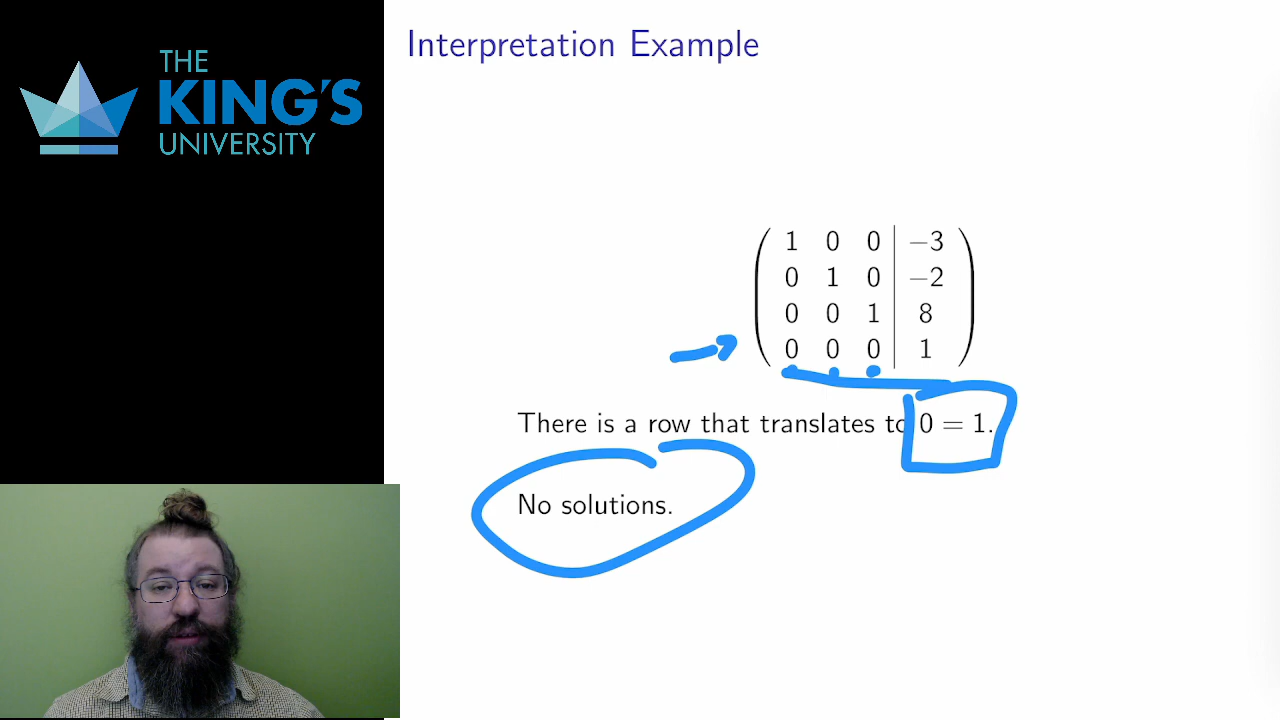 THE
KING'S
UNIVERSITY
Interpretation Example
1 0 0 | −3
0 1 0 | −2
0 0 1 | 8
0 0 0 | 1
There is a row that translates to 0 = 1.
No solutions.